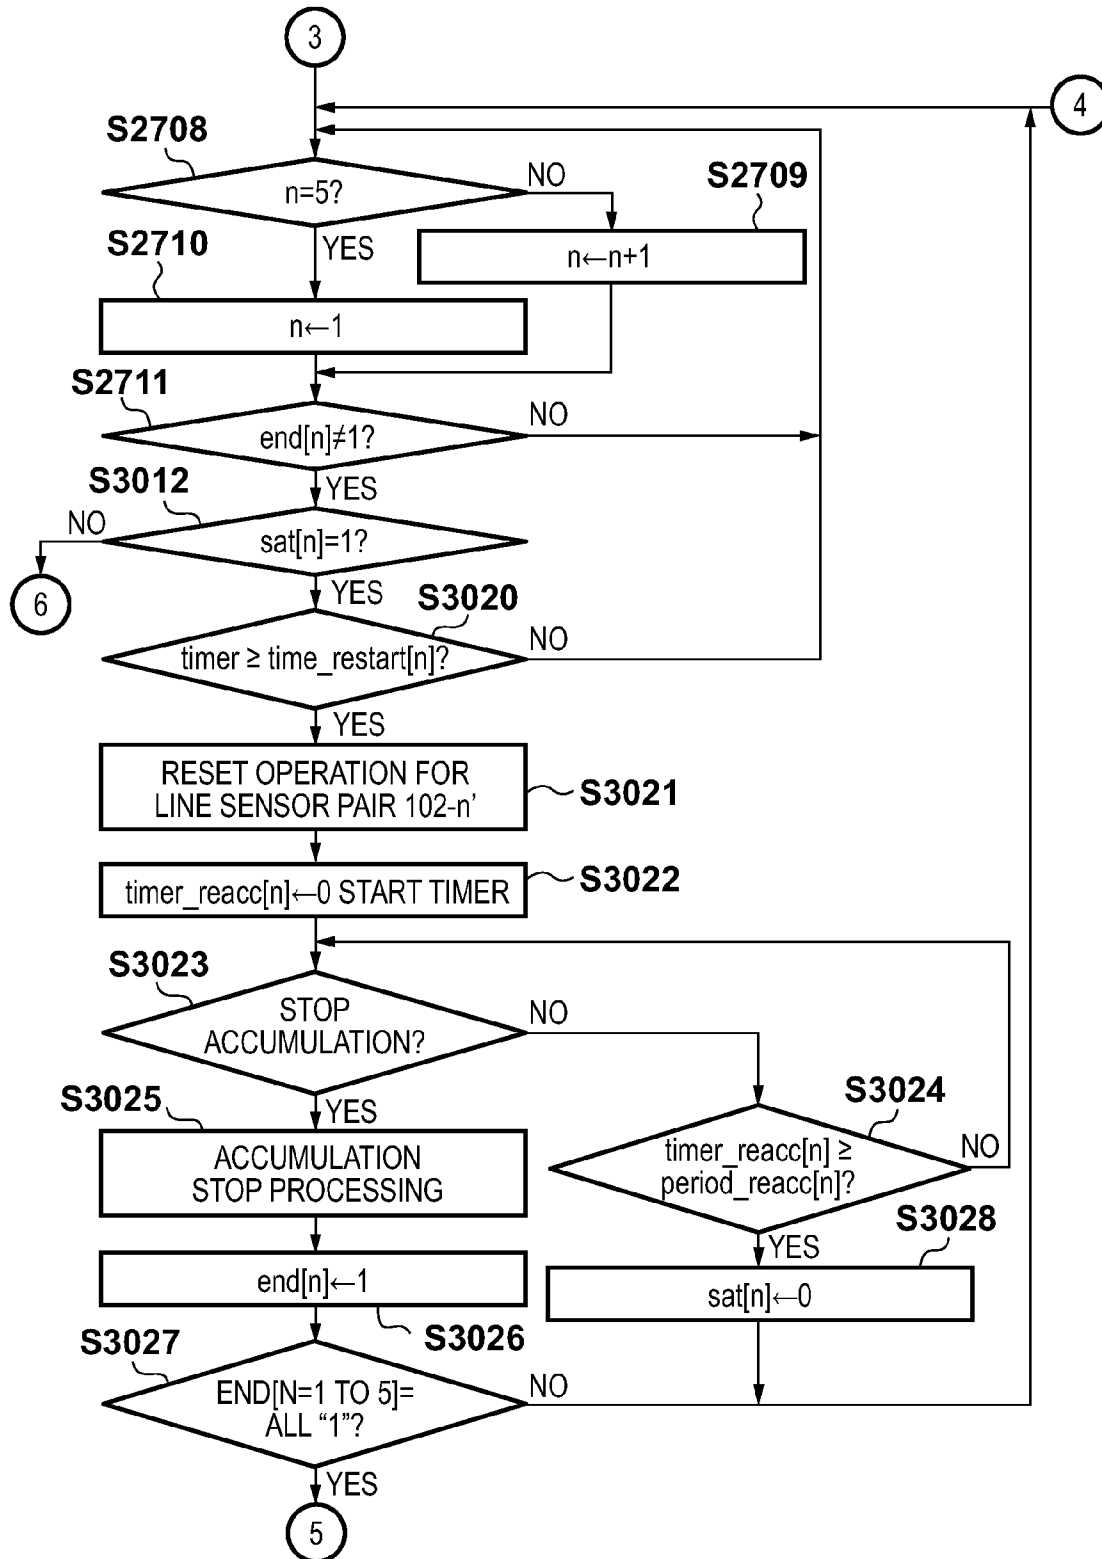 3
4
S2708
n=5?
NO
S2709
YES
n←n+1
S2710
n←1
S2711
end[n]≠1?
NO
YES
S3012
NO
sat[n]=1?
6
YES
S3020
timer ≥ time_restart[n]?
NO
YES
RESET OPERATION FOR
LINE SENSOR PAIR 102-n'
S3021
timer_reacc[n]←0 START TIMER
S3022
S3023
STOP
ACCUMULATION?
NO
YES
S3024
timer_reacc[n] ≥
period_reacc[n]?
NO
YES
S3025
ACCUMULATION
STOP PROCESSING
S3028
sat[n]←0
end[n]←1
S3026
S3027
END[N=1 TO 5]=
ALL “1”?
NO
YES
5